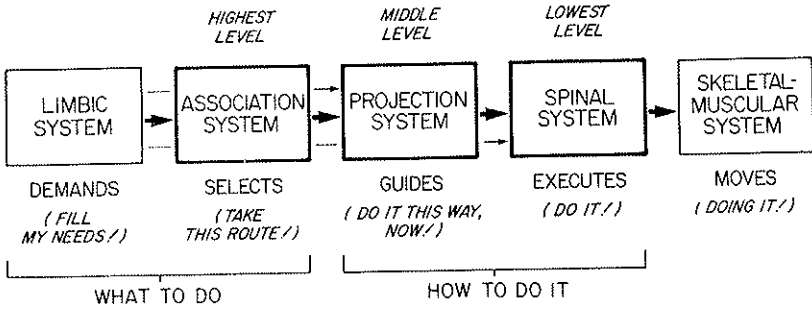 HIGHEST
LEVEL
MIDDLE
LEVEL
LOWEST
LEVEL
LIMBIC
SYSTEM
ASSOCIATION
SYSTEM
PROJECTION
SYSTEM
SPINAL
SYSTEM
SKELETAL-
MUSCULAR
SYSTEM
DEMANDS
(FILL
MY NEEDS!)
SELECTS
(TAKE
THIS ROUTE!)
GUIDES
(DO IT THIS WAY,
NOW!)
EXECUTES
(DO IT!)
MOVES
(DOING IT!)
WHAT TO DO
HOW TO DO IT